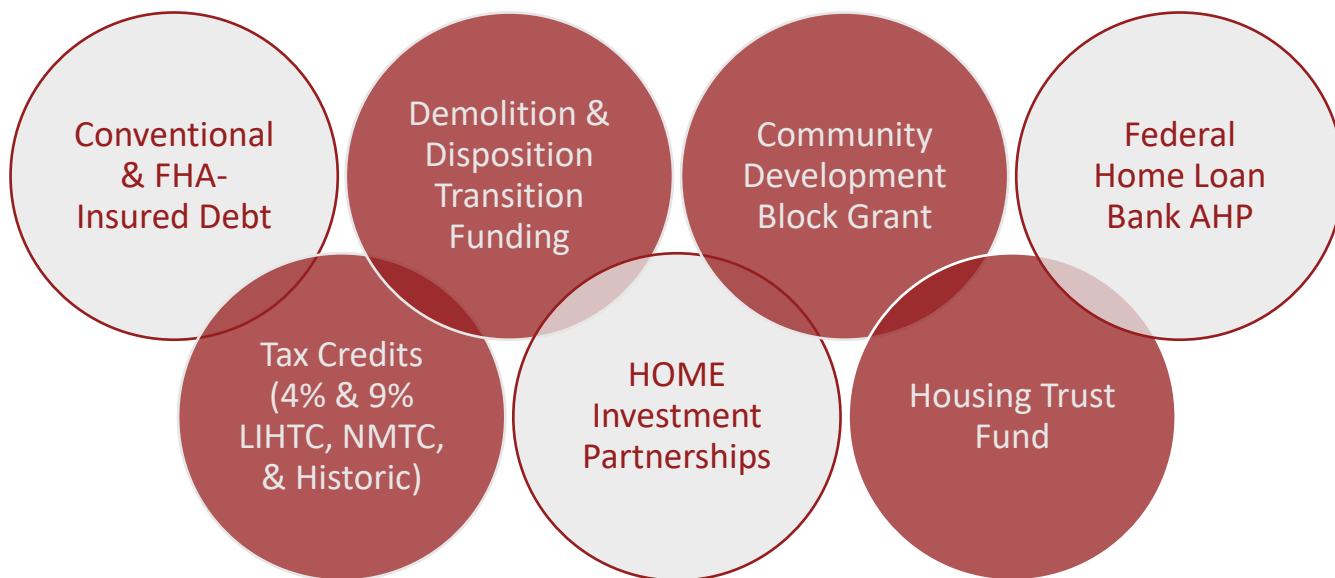 Conventional
& FHA-
Insured Debt
Demolition &
Disposition
Transition
Funding
Community
Development
Block Grant
Federal
Home Loan
Bank AHP
Tax Credits
(4% & 9%
LIHTC, NMTC,
& Historic)
HOME
Investment
Partnerships
Housing Trust
Fund